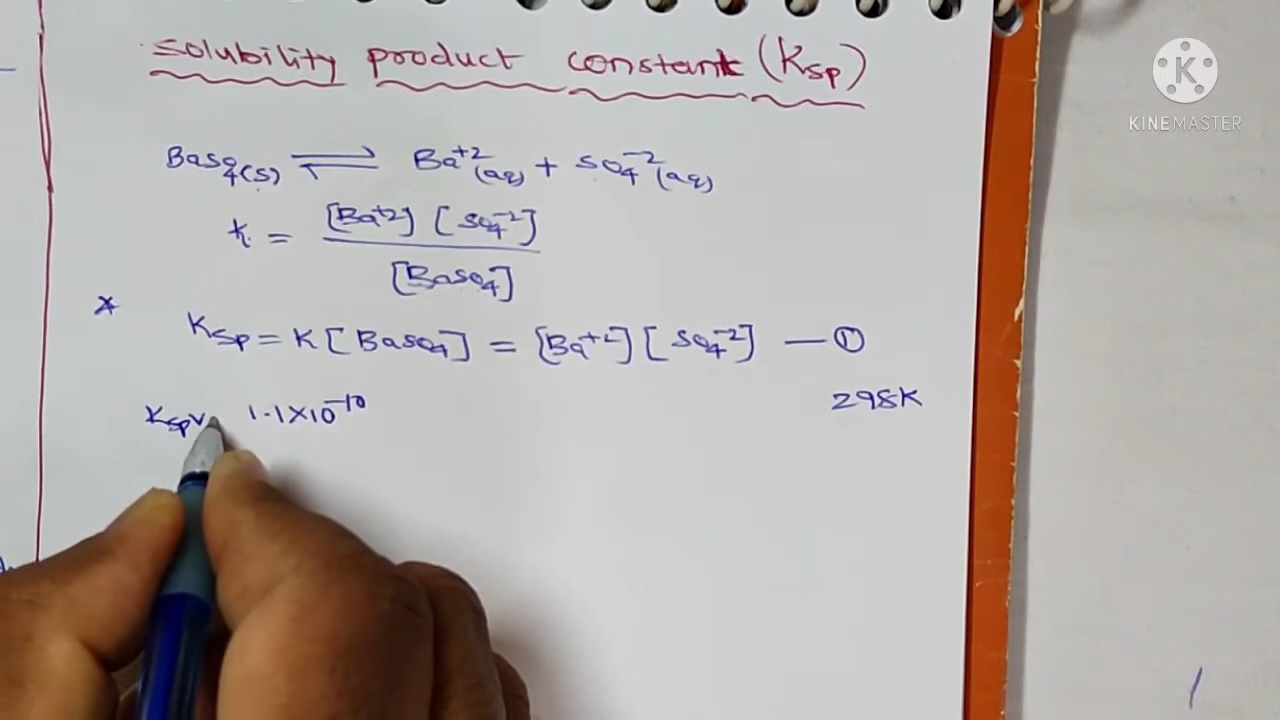 solubility product constant (Ksp)
BaSO4(s) ⇌ Ba+2(aq) + SO4-2(aq)
K = [Ba+2] [SO4-2] / [BaSO4]
* Ksp = K [BaSO4] = [Ba+2] [SO4-2] — ①
298K
Ksp 1.1×10-10
K
KINEMASTER